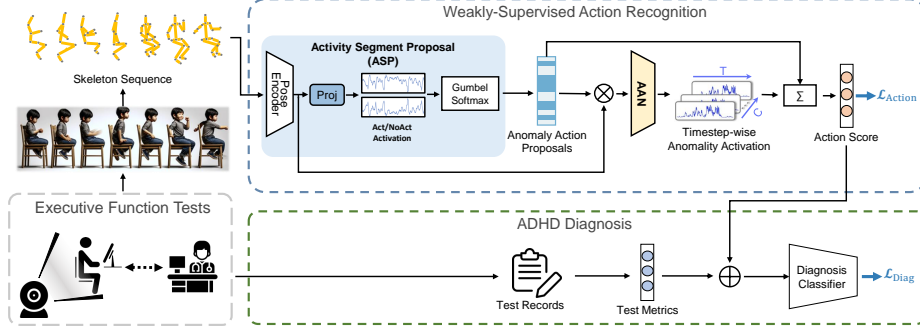 Weakly-Supervised Action Recognition
Skeleton Sequence
Pose
Encoder
Activity Segment Proposal
(ASP)
Proj
Act/NoAct
Activation
Gumbel
Softmax
Anomaly Action
Proposals
AAN
T
C
Timestep-wise
Anomality Activation
Σ
Action Score
ℒAction
Executive Function Tests
ADHD Diagnosis
Test Records
Test Metrics
Diagnosis
Classifier
ℒDiag